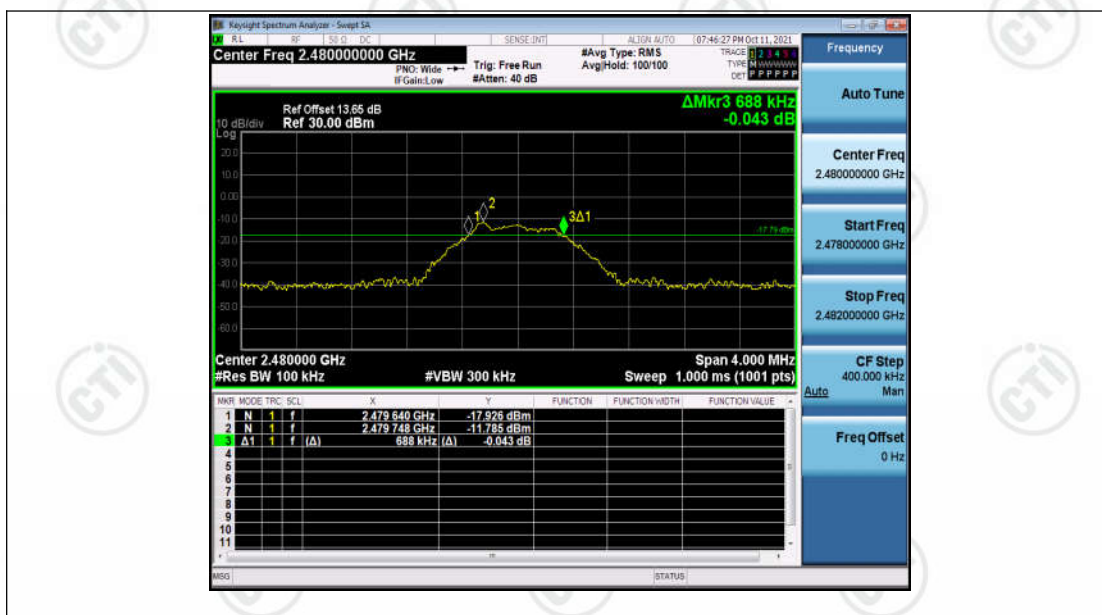 Keysight Spectrum Analyzer - Swept SA
RL RF 50 Ω DC SENSE:INT ALIGN AUTO 07:46:27 PM Oct 11, 2021
Center Freq 2.480000000 GHz
PNO: Wide
IFGain:Low
Trig: Free Run
#Atten: 40 dB
#Avg Type: RMS
Avg|Hold: 100/100
TRACE 1 2 3 4 5 6
TYPE M WWWWW
DET P P P P P P
ΔMkr3 688 kHz
-0.043 dB
Ref Offset 13.65 dB
10 dB/div Ref 30.00 dBm
Log
20.0
10.0
0.00
-10.0
-20.0
-30.0
-40.0
-50.0
-60.0
1
2
3Δ1
-17.79 dBm
Center 2.480000 GHz Span 4.000 MHz
#Res BW 100 kHz #VBW 300 kHz Sweep 1.000 ms (1001 pts)
MKR MODE TRC SCL X Y FUNCTION FUNCTION WIDTH FUNCTION VALUE
1 N 1 f 2.479 640 GHz -17.926 dBm
2 N 1 f 2.479 748 GHz -11.785 dBm
3 Δ1 1 f (Δ) 688 kHz (Δ) -0.043 dB
4
5
6
7
8
9
10
11
MSG STATUS
Frequency
Auto Tune
Center Freq
2.480000000 GHz
Start Freq
2.478000000 GHz
Stop Freq
2.482000000 GHz
CF Step
400.000 kHz
Auto Man
Freq Offset
0 Hz
CTI
CTI
CTI
CTI